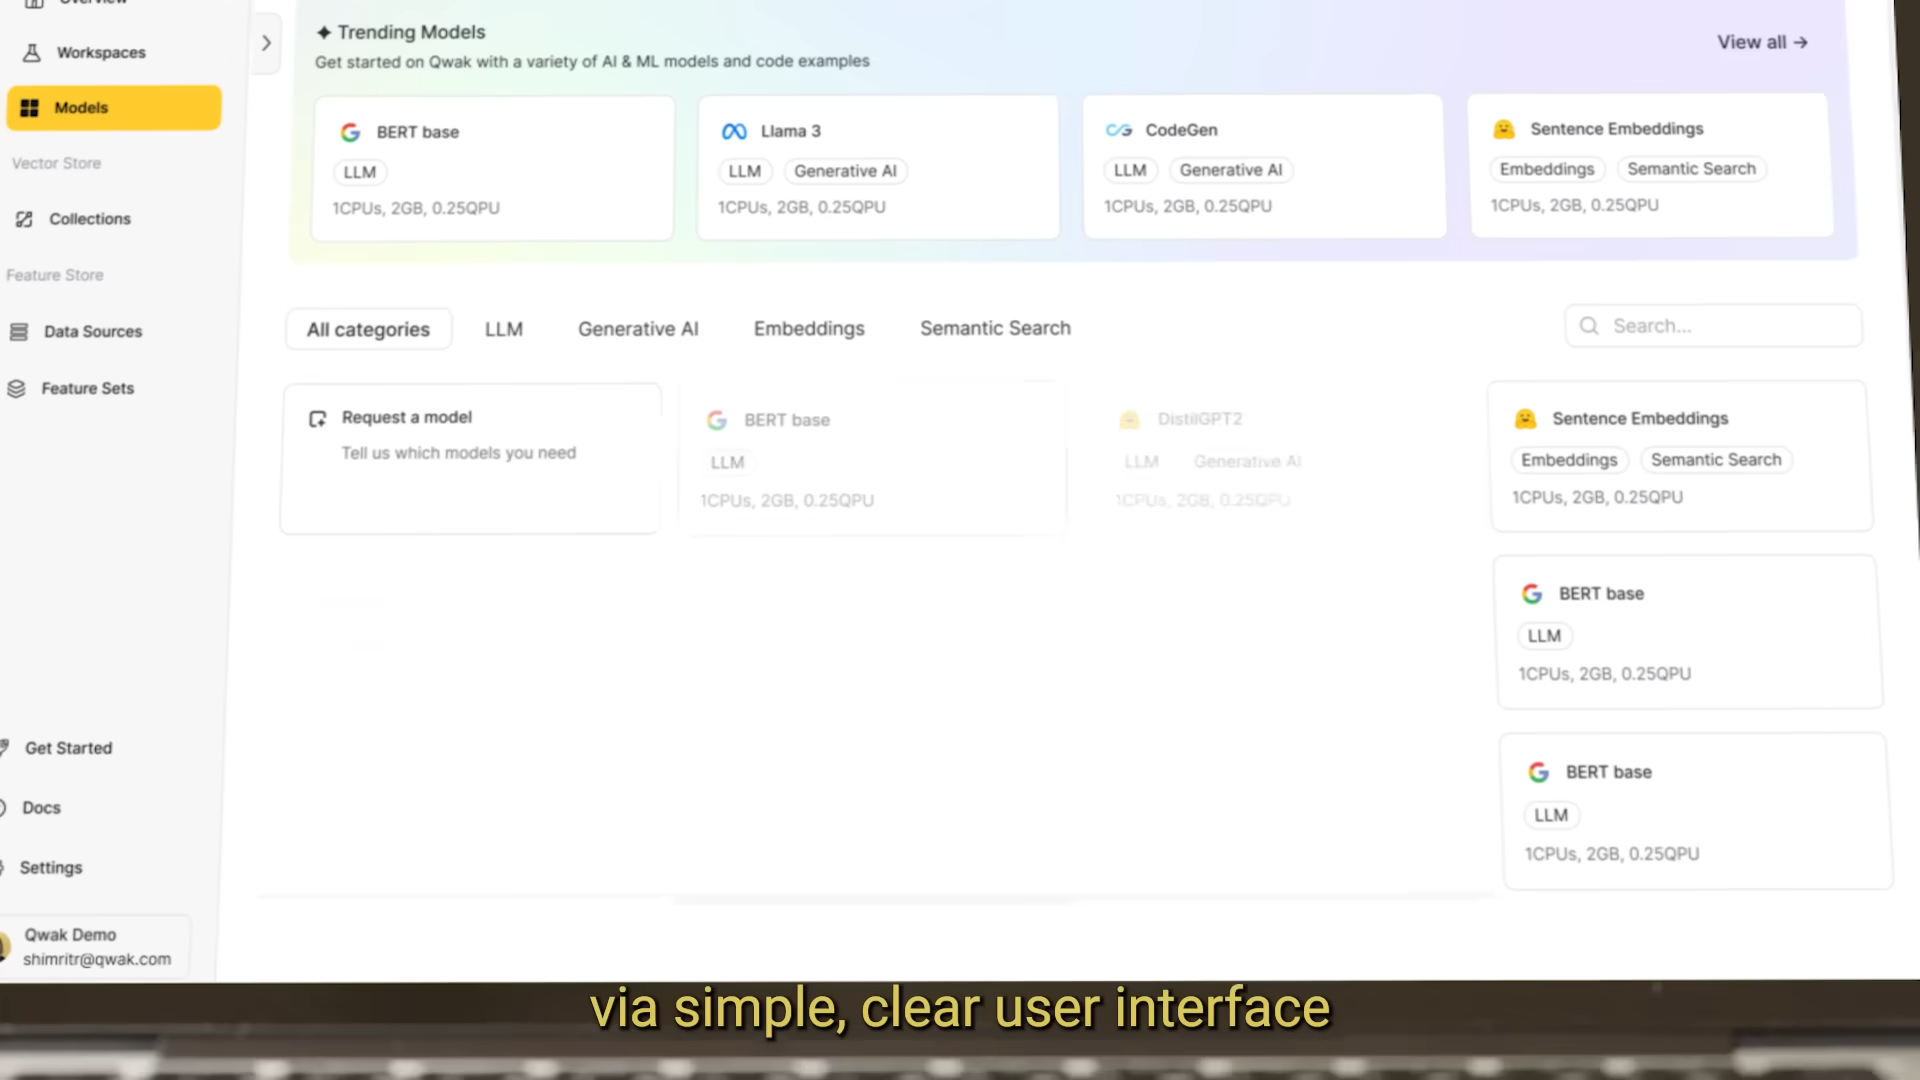 Overview
Workspaces
Models
Vector Store
Collections
Feature Store
Data Sources
Feature Sets
Get Started
Docs
Settings
Qwak Demo
shimritr@qwak.com
Trending Models
View all →
Get started on Qwak with a variety of AI & ML models and code examples
BERT base
LLM
1CPUs, 2GB, 0.25QPU
Llama 3
LLM Generative AI
1CPUs, 2GB, 0.25QPU
CodeGen
LLM Generative AI
1CPUs, 2GB, 0.25QPU
Sentence Embeddings
Embeddings Semantic Search
1CPUs, 2GB, 0.25QPU
All categories LLM Generative AI Embeddings Semantic Search
Search...
Request a model
Tell us which models you need
BERT base
LLM
1CPUs, 2GB, 0.25QPU
DistilGPT2
LLM Generative AI
1CPUs, 2GB, 0.25QPU
Sentence Embeddings
Embeddings Semantic Search
1CPUs, 2GB, 0.25QPU
BERT base
LLM
1CPUs, 2GB, 0.25QPU
BERT base
LLM
1CPUs, 2GB, 0.25QPU
via simple, clear user interface